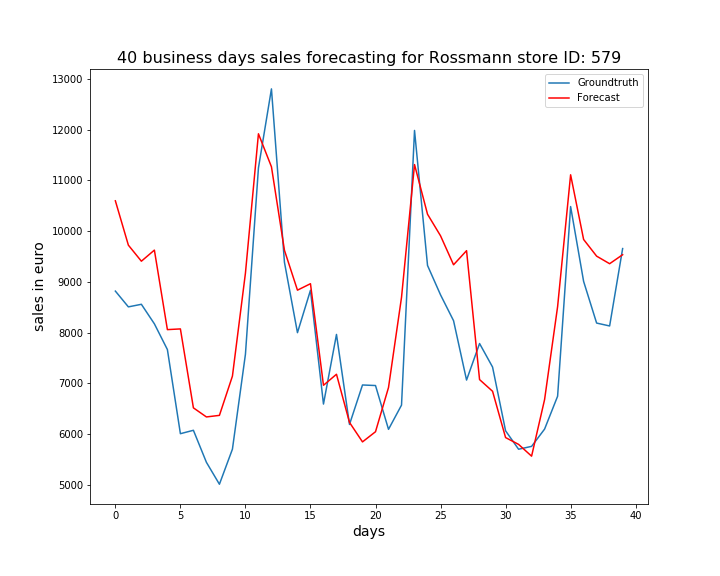 40 business days sales forecasting for Rossmann store ID: 579
Groundtruth
Forecast
sales in euro
13000
12000
11000
10000
9000
8000
7000
6000
5000
0 5 10 15 20 25 30 35 40
days